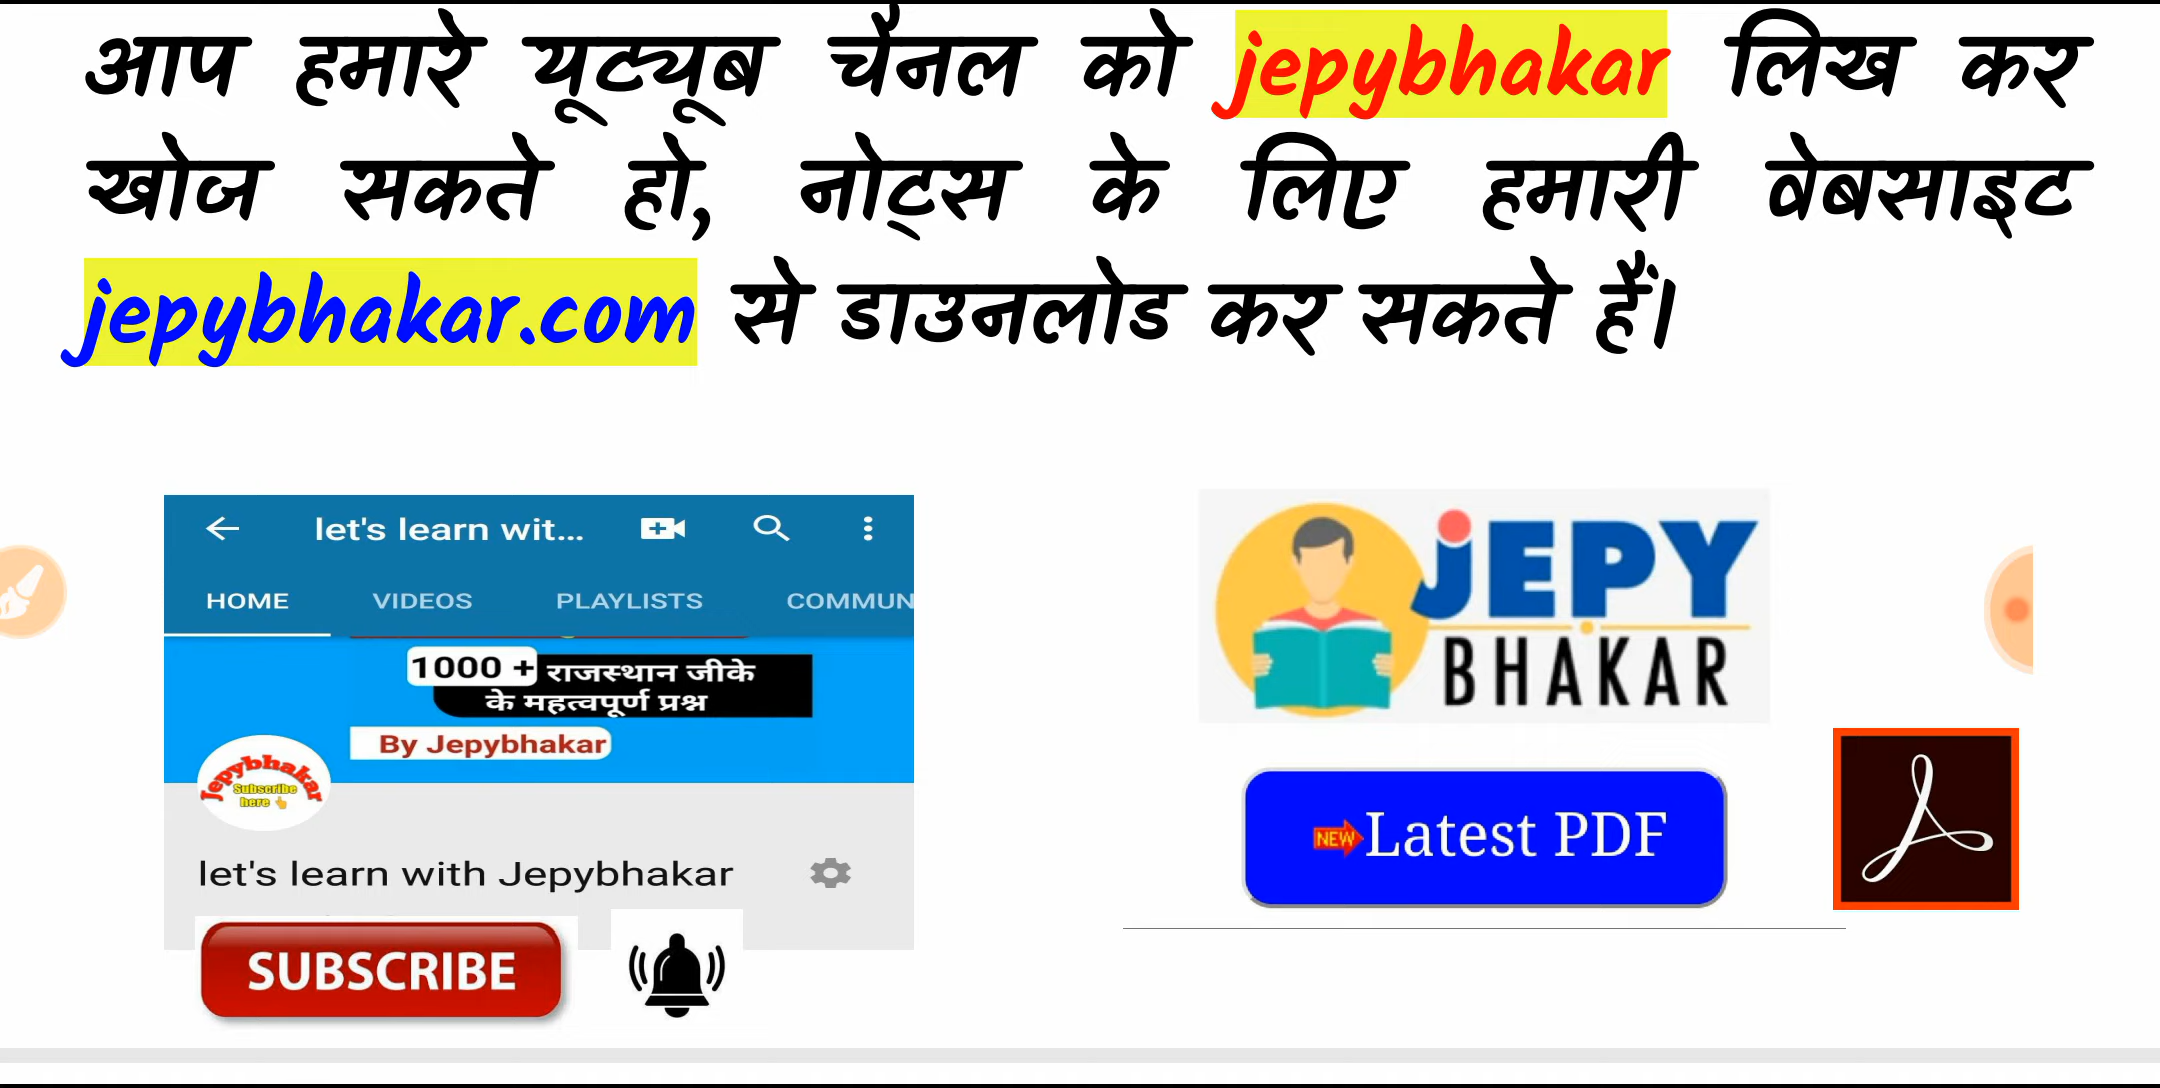 आप हमारे यूट्यूब चैनल को jepybhakar लिख कर
खोज सकते हो, नोट्स के लिए हमारी वेबसाइट
jepybhakar.com से डाउनलोड कर सकते हैं।
let's learn wit...
HOME VIDEOS PLAYLISTS COMMUN
1000 + राजस्थान जीके
के महत्वपूर्ण प्रश्न
By Jepybhakar
Jepybhakar
Subscribe
here
let's learn with Jepybhakar
SUBSCRIBE
JEPY
BHAKAR
NEW Latest PDF